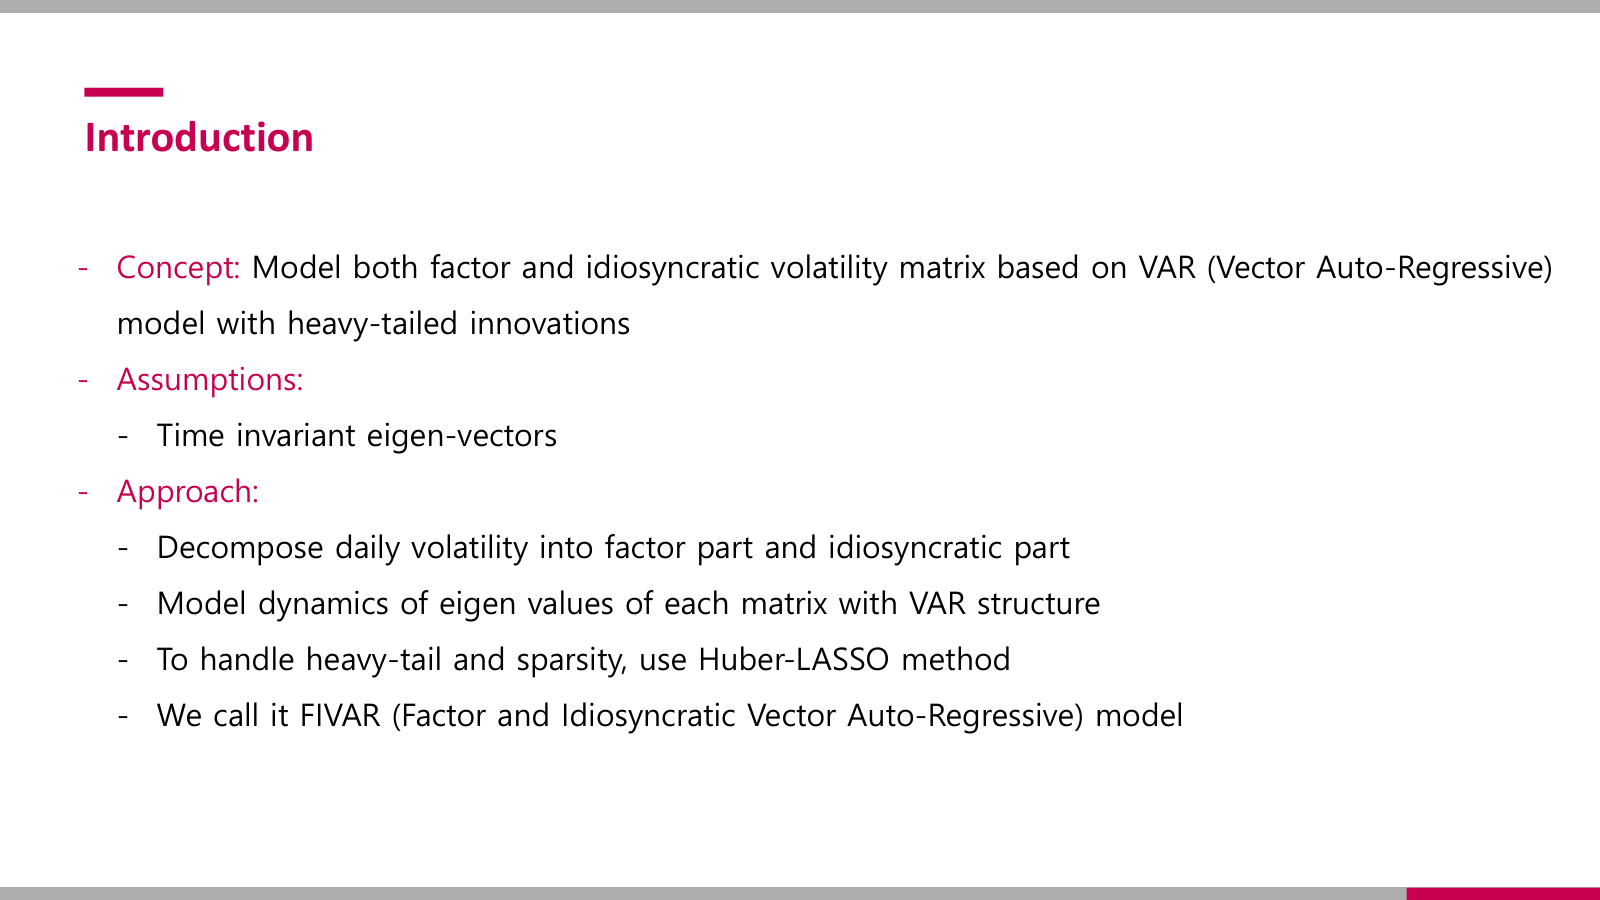 Introduction
- Concept: Model both factor and idiosyncratic volatility matrix based on VAR (Vector Auto-Regressive)
model with heavy-tailed innovations
- Assumptions:
- Time invariant eigen-vectors
- Approach:
- Decompose daily volatility into factor part and idiosyncratic part
- Model dynamics of eigen values of each matrix with VAR structure
- To handle heavy-tail and sparsity, use Huber-LASSO method
- We call it FIVAR (Factor and Idiosyncratic Vector Auto-Regressive) model